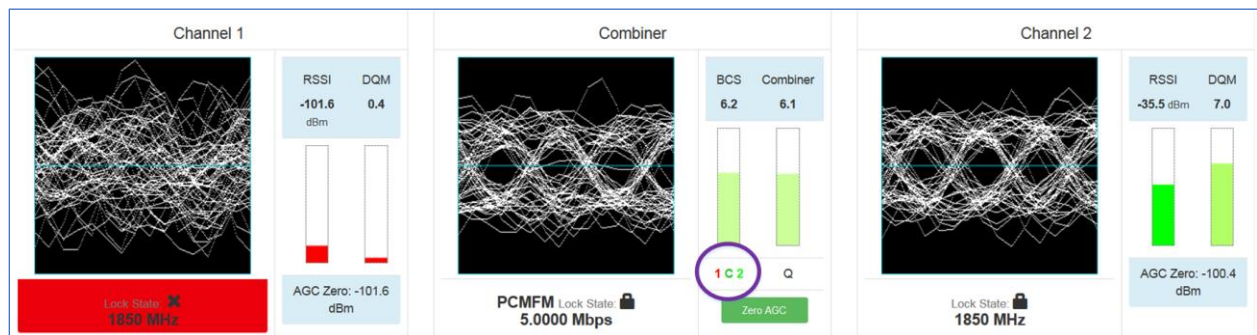 Channel 1
RSSI DQM
-101.6 0.4
dBm
AGC Zero: -101.6
dBm
Lock State:
1850 MHz
Combiner
BCS Combiner
6.2 6.1
1 C 2 Q
Zero AGC
PCMFM Lock State:
5.0000 Mbps
Channel 2
RSSI DQM
-35.5 dBm 7.0
AGC Zero: -100.4
dBm
Lock State:
1850 MHz